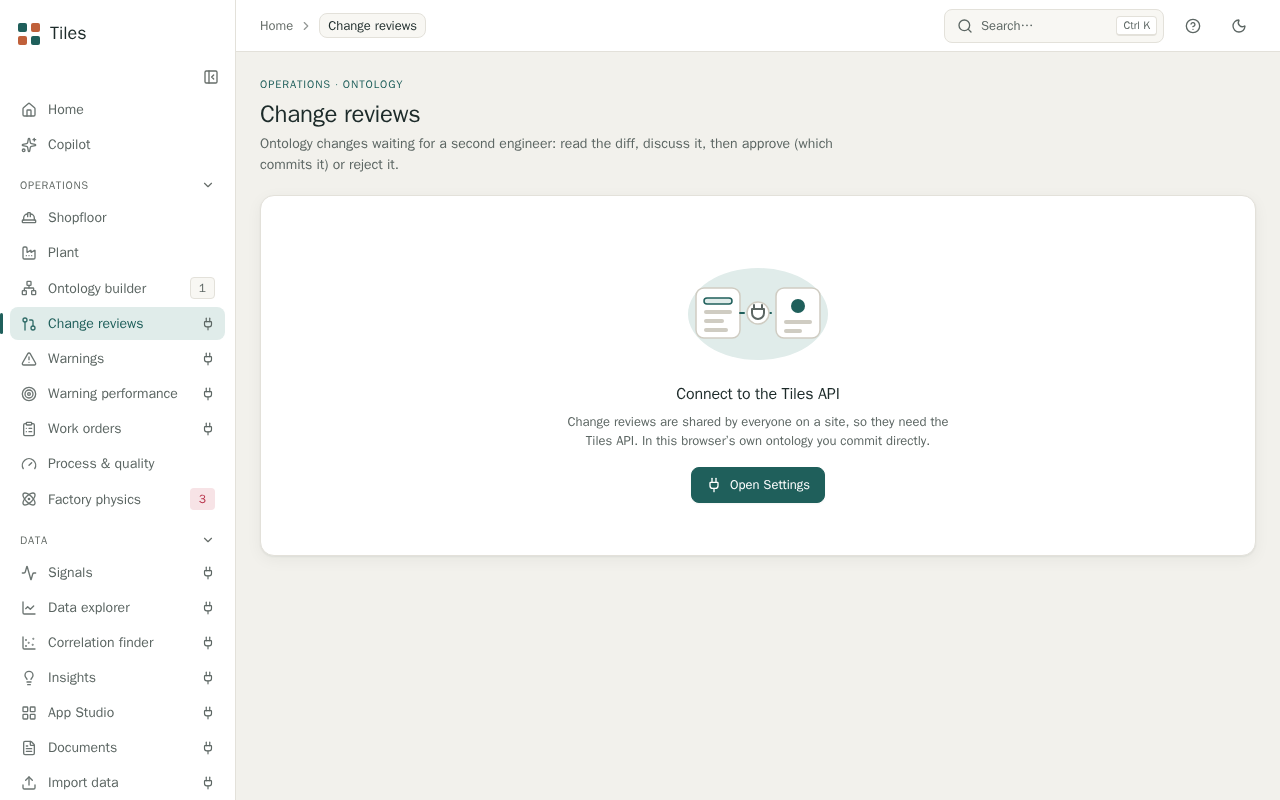 Tiles
Home
Copilot
OPERATIONS
Shopfloor
Plant
Ontology builder 1
Change reviews
Warnings
Warning performance
Work orders
Process & quality
Factory physics 3
DATA
Signals
Data explorer
Correlation finder
Insights
App Studio
Documents
Import data
Home Change reviews
Search··· Ctrl K
OPERATIONS · ONTOLOGY
Change reviews
Ontology changes waiting for a second engineer: read the diff, discuss it, then approve (which
commits it) or reject it.
Connect to the Tiles API
Change reviews are shared by everyone on a site, so they need the
Tiles API. In this browser's own ontology you commit directly.
Open Settings